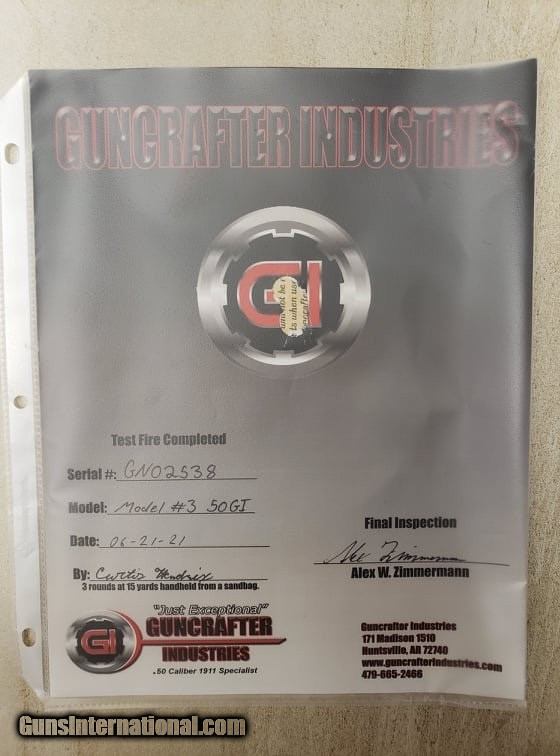 GUNCRAFTER INDUSTRIES
GI
Test Fire Completed
Serial #: GN02538
Model: Model #3 50GI
Date: 06-21-21
By: Curtis Hendrix
3 rounds at 15 yards handheld from a sandbag.
Final Inspection
Alex Zimmermann
Alex W. Zimmermann
"Just Exceptional"
GI GUNCRAFTER
INDUSTRIES
.50 Caliber 1911 Specialist
Guncrafter Industries
171 Madison 1510
Huntsville, AR 72740
www.guncrafterindustries.com
479-665-2466
GunsInternational.com